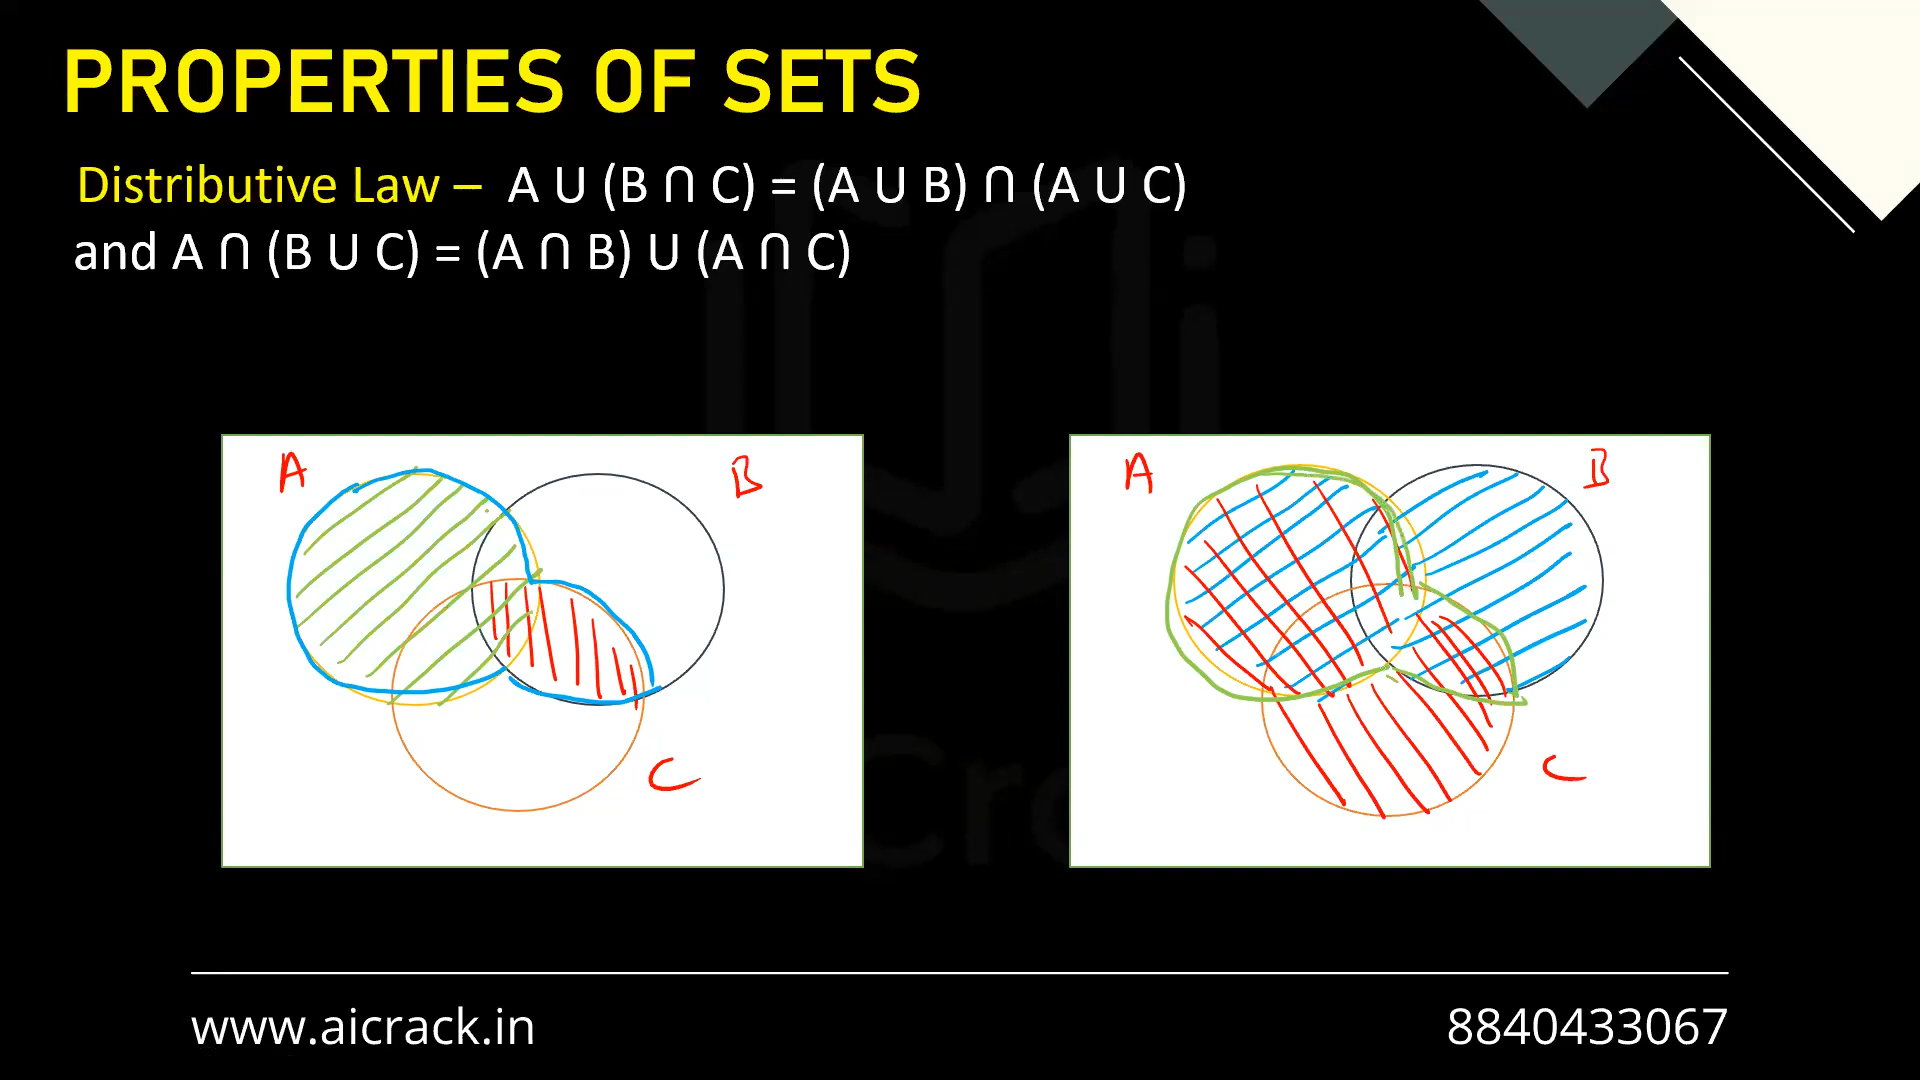 PROPERTIES OF SETS
Distributive Law – A U (B ∩ C) = (A U B) ∩ (A U C)
and A ∩ (B U C) = (A ∩ B) U (A ∩ C)
A
B
C
A
B
C
www.aicrack.in
8840433067